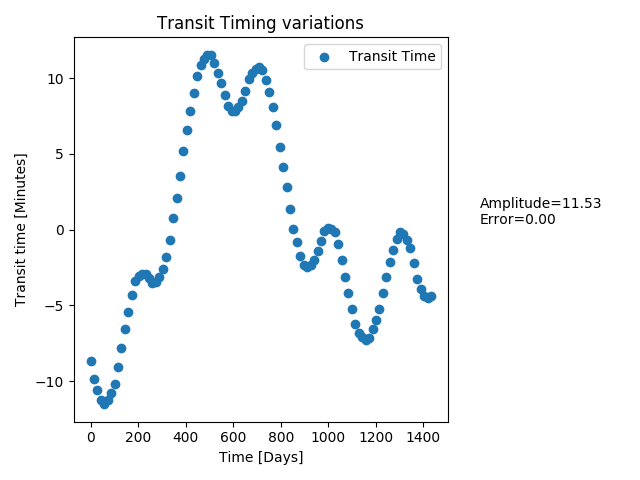 Transit Timing variations
Transit Time
Transit time [Minutes]
10
5
0
−5
−10
0 200 400 600 800 1000 1200 1400
Time [Days]
Amplitude=11.53
Error=0.00